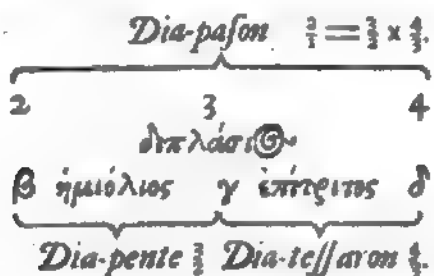 Dia-paſon 2/1 = 3/2 x 4/3.
2 3 4
διπλάσιος
β ἡμιόλιος γ ἐπίτριτος δ
Dia-pente 3/2 Dia-teſſaron 4/3.